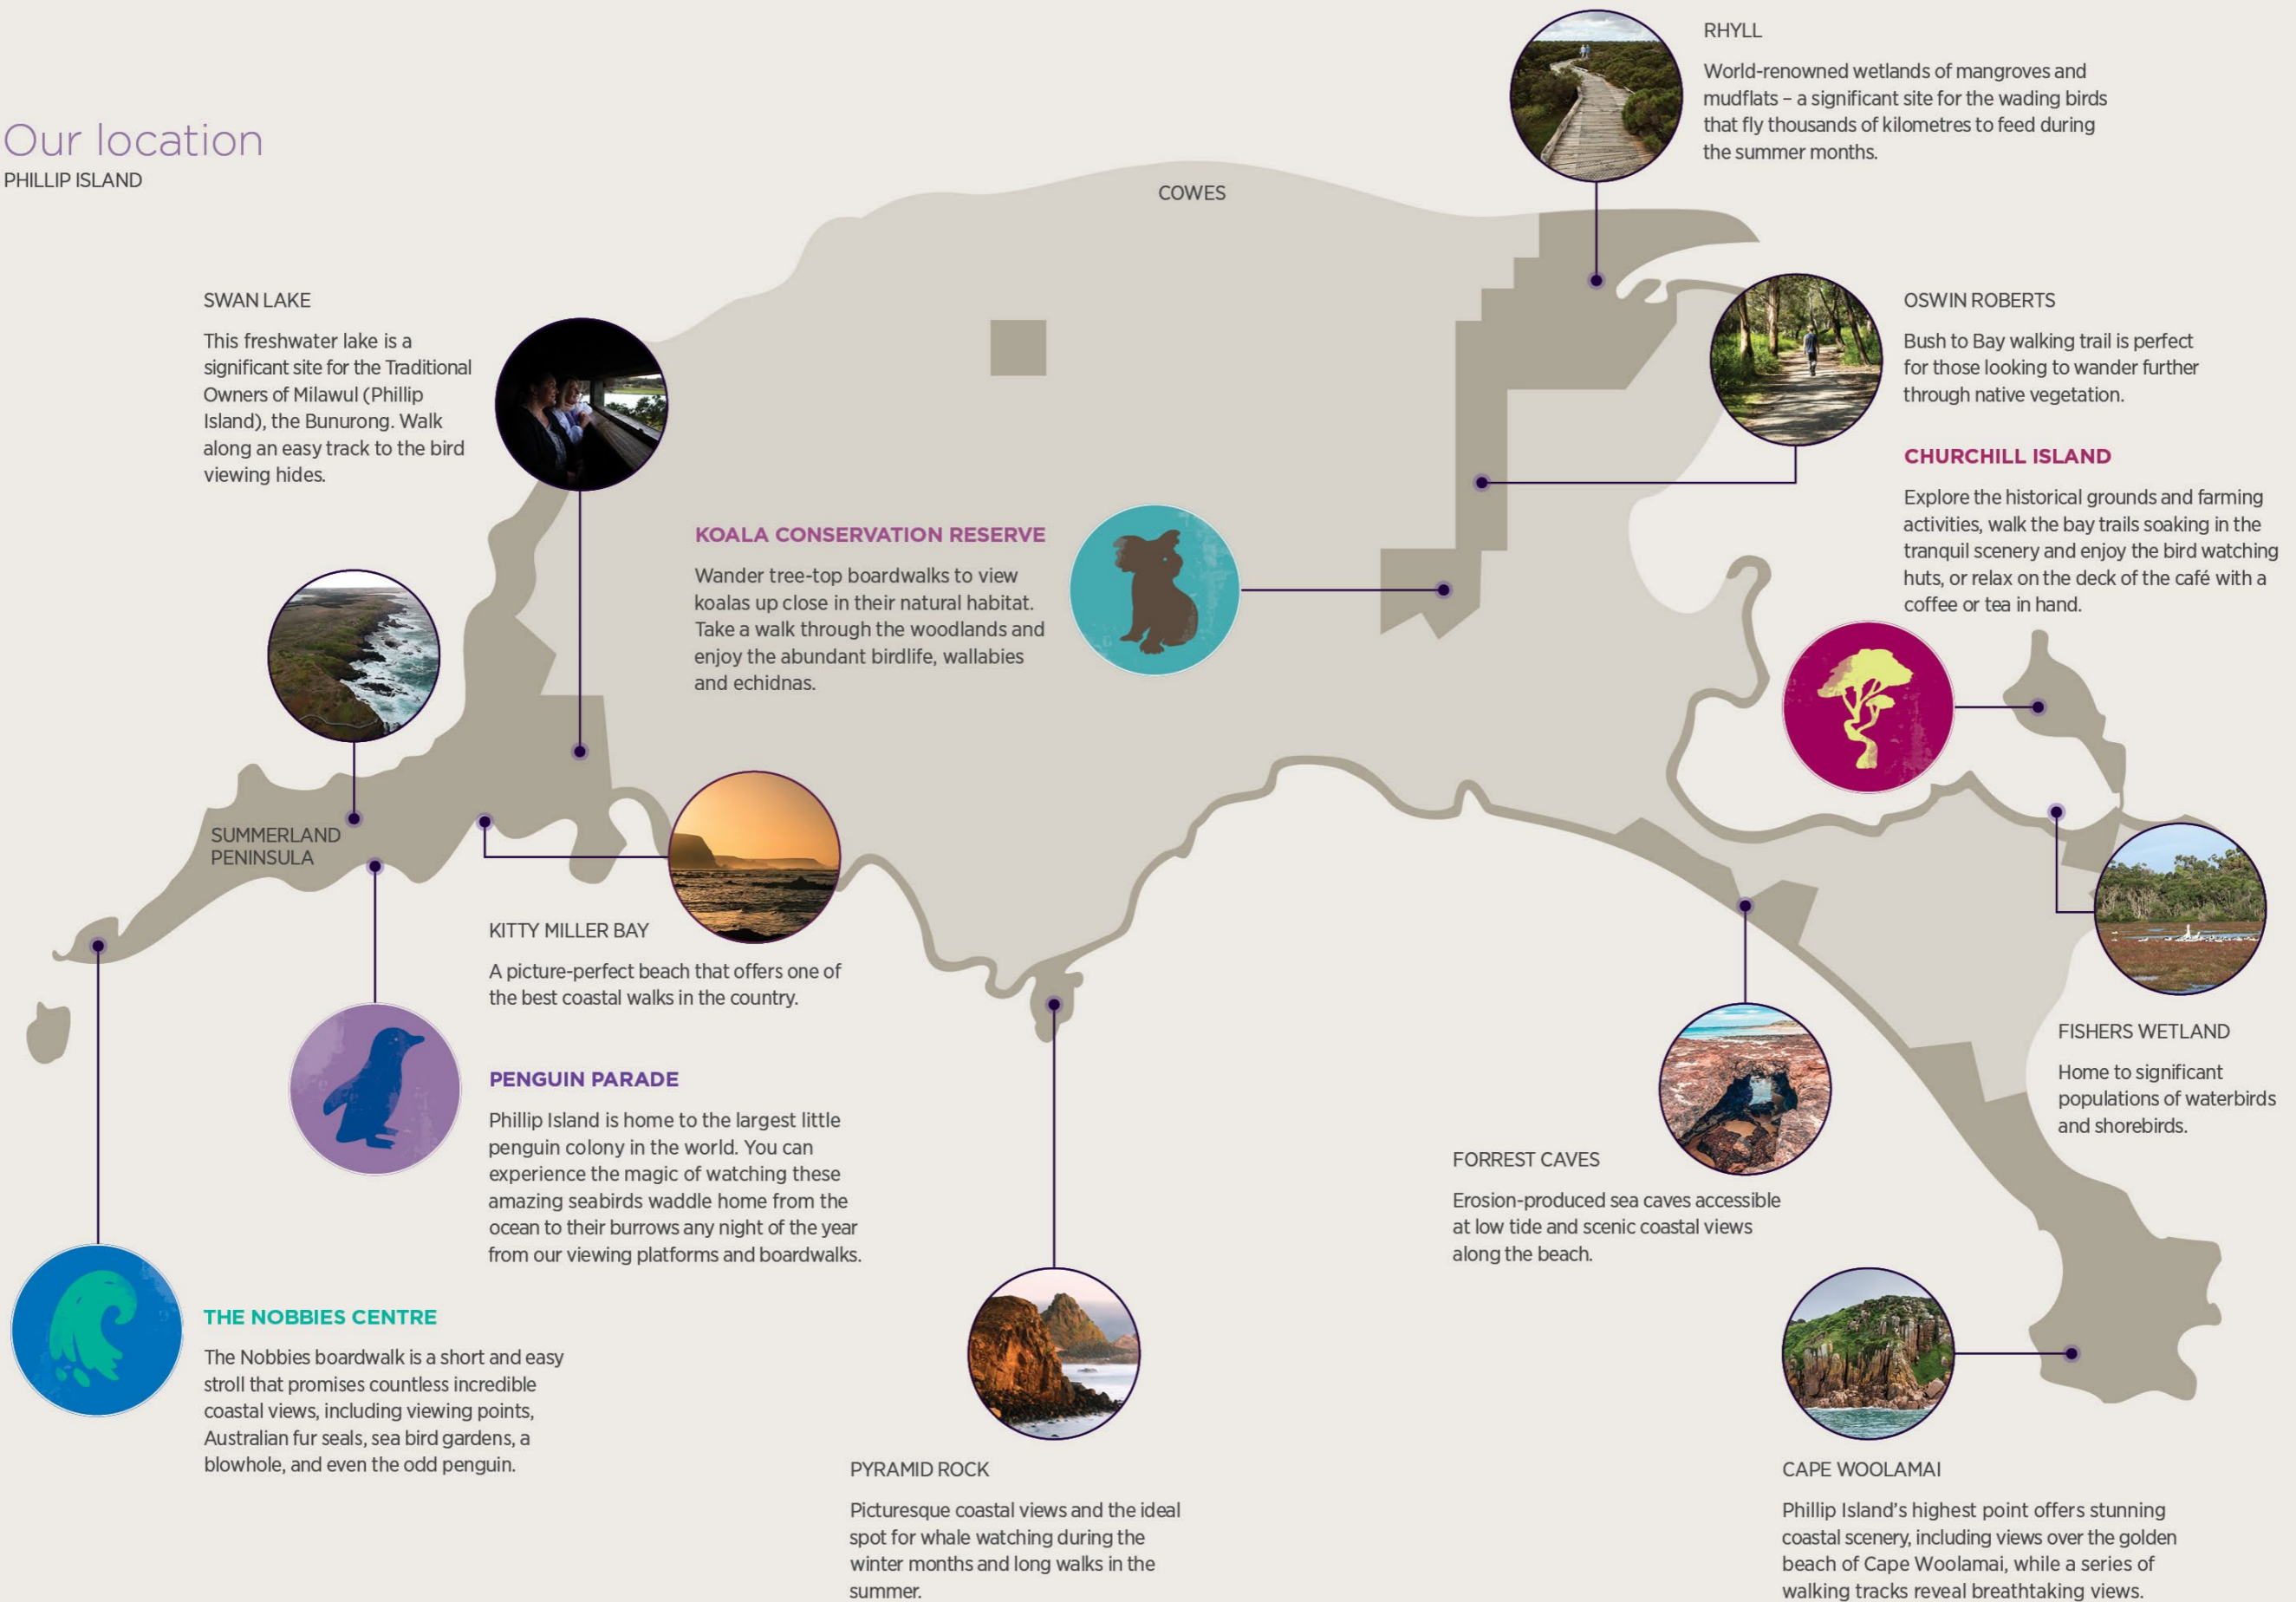 Our location
PHILLIP ISLAND
COWES
RHYLL
World-renowned wetlands of mangroves and
mudflats – a significant site for the wading birds
that fly thousands of kilometres to feed during
the summer months.
SWAN LAKE
This freshwater lake is a
significant site for the Traditional
Owners of Milawul (Phillip
Island), the Bunurong. Walk
along an easy track to the bird
viewing hides.
OSWIN ROBERTS
Bush to Bay walking trail is perfect
for those looking to wander further
through native vegetation.
CHURCHILL ISLAND
Explore the historical grounds and farming
activities, walk the bay trails soaking in the
tranquil scenery and enjoy the bird watching
huts, or relax on the deck of the café with a
coffee or tea in hand.
KOALA CONSERVATION RESERVE
Wander tree-top boardwalks to view
koalas up close in their natural habitat.
Take a walk through the woodlands and
enjoy the abundant birdlife, wallabies
and echidnas.
SUMMERLAND
PENINSULA
KITTY MILLER BAY
A picture-perfect beach that offers one of
the best coastal walks in the country.
PENGUIN PARADE
Phillip Island is home to the largest little
penguin colony in the world. You can
experience the magic of watching these
amazing seabirds waddle home from the
ocean to their burrows any night of the year
from our viewing platforms and boardwalks.
FISHERS WETLAND
Home to significant
populations of waterbirds
and shorebirds.
FORREST CAVES
Erosion-produced sea caves accessible
at low tide and scenic coastal views
along the beach.
THE NOBBIES CENTRE
The Nobbies boardwalk is a short and easy
stroll that promises countless incredible
coastal views, including viewing points,
Australian fur seals, sea bird gardens, a
blowhole, and even the odd penguin.
PYRAMID ROCK
Picturesque coastal views and the ideal
spot for whale watching during the
winter months and long walks in the
summer.
CAPE WOOLAMAI
Phillip Island's highest point offers stunning
coastal scenery, including views over the golden
beach of Cape Woolamai, while a series of
walking tracks reveal breathtaking views.